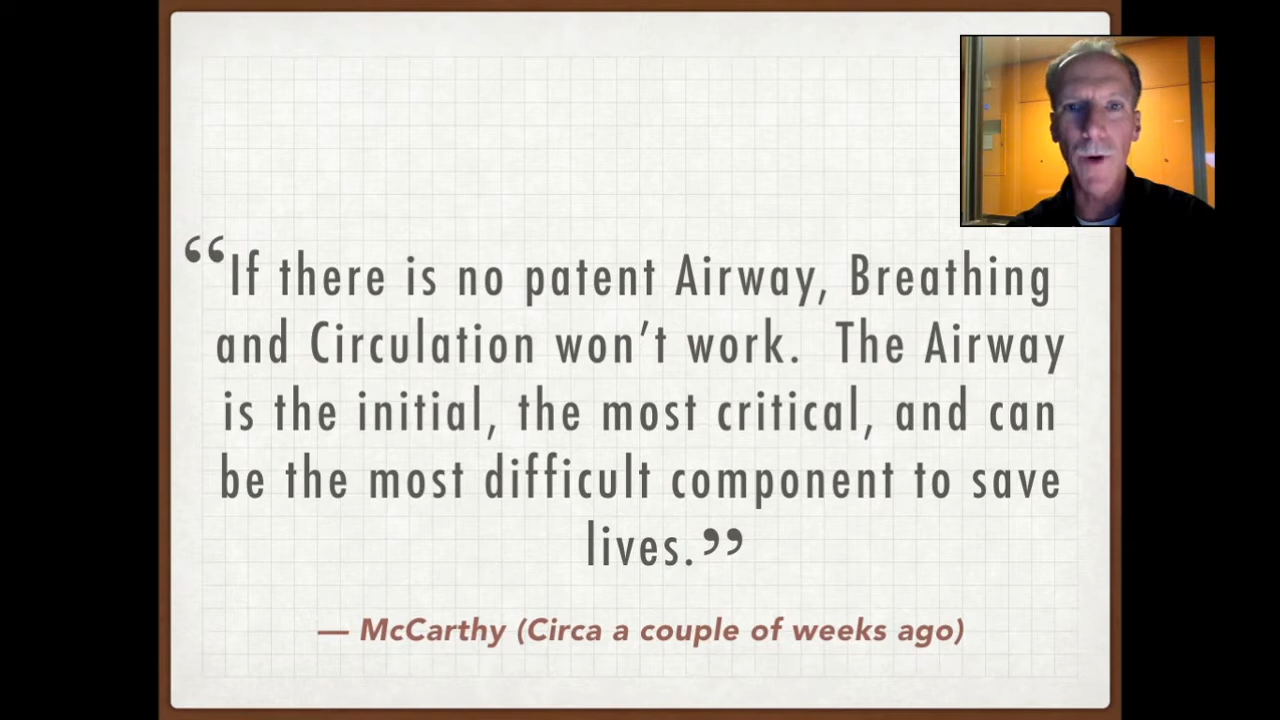 “If there is no patent Airway, Breathing
and Circulation won’t work.  The Airway
is the initial, the most critical, and can
be the most difficult component to save
lives.”
— McCarthy (Circa a couple of weeks ago)